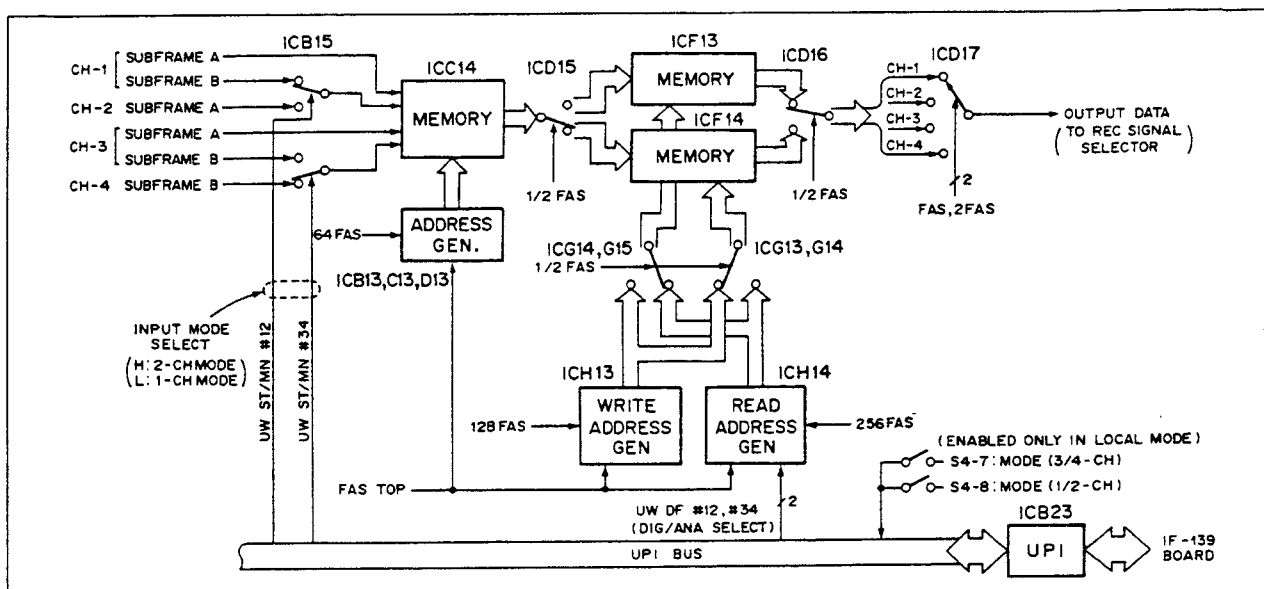 ICB15
CH-1
SUBFRAME A
SUBFRAME B
CH-2 SUBFRAME A
CH-3
SUBFRAME A
SUBFRAME B
CH-4 SUBFRAME B
ICC14
MEMORY
ICD15
1/2 FAS
ICF13
MEMORY
ICF14
MEMORY
ICD16
1/2 FAS
ICD17
CH-1
CH-2
CH-3
CH-4
2
FAS,2FAS
OUTPUT DATA
(TO REC SIGNAL
SELECTOR)
64 FAS
ADDRESS
GEN.
ICB13,C13,D13
ICG14,G15
1/2 FAS
ICG13,G14
INPUT MODE
SELECT
(H:2-CH MODE
L:1-CH MODE)
UW ST/MN #12
UW ST/MN #34
ICH13
WRITE
ADDRESS
GEN
128 FAS
ICH14
READ
ADDRESS
GEN
256 FAS
FAS TOP
UW DF #12,#34
(DIG/ANA SELECT)
2
(ENABLED ONLY IN LOCAL MODE)
S4-7:MODE (3/4-CH)
S4-8:MODE (1/2-CH)
ICB23
UPI
IF-139
BOARD
UPI BUS